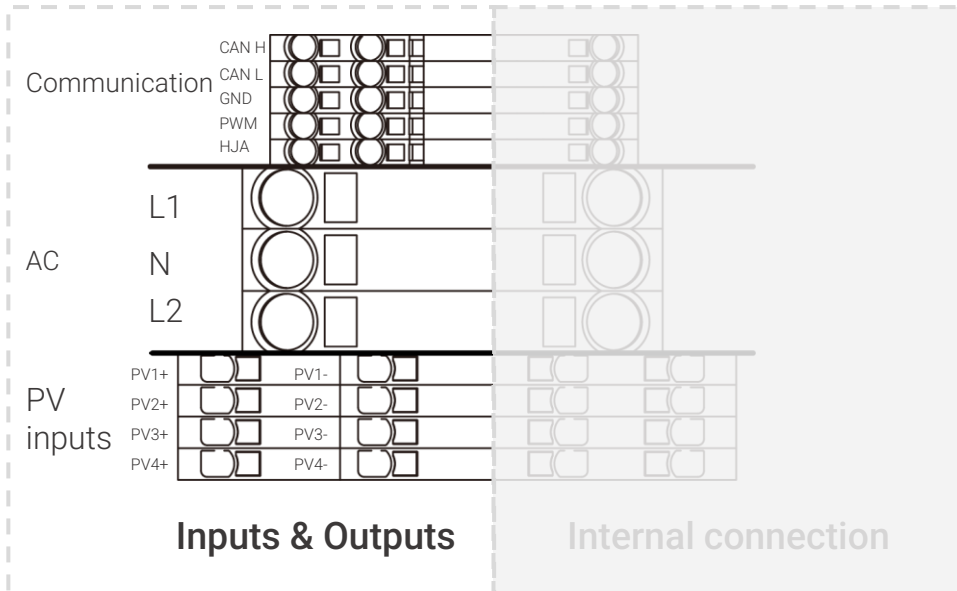 CAN H
CAN L
Communication
GND
PWM
HJA
L1
AC
N
L2
PV1+ PV1-
PV2+ PV2-
PV
inputs
PV3+ PV3-
PV4+ PV4-
Inputs & Outputs
Internal connection